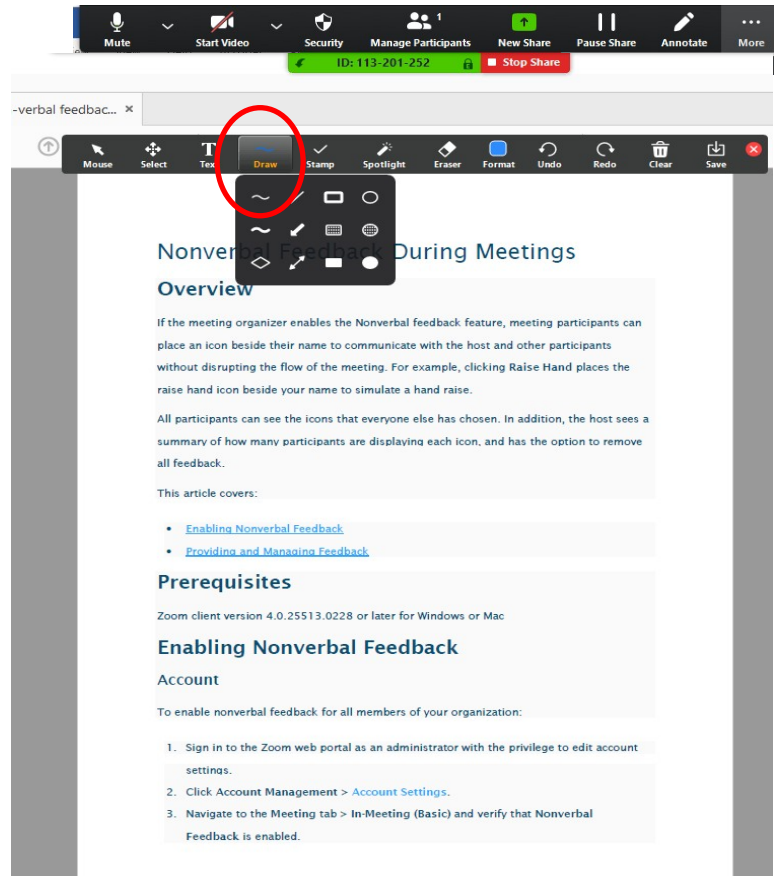 1
Mute Start Video Security Manage Participants New Share Pause Share Annotate More
ID: 113-201-252 Stop Share
-verbal feedbac... ×
Mouse Select Text Draw Stamp Spotlight Eraser Format Undo Redo Clear Save
Nonverbal Feedback During Meetings
Overview
If the meeting organizer enables the Nonverbal feedback feature, meeting participants can
place an icon beside their name to communicate with the host and other participants
without disrupting the flow of the meeting. For example, clicking Raise Hand places the
raise hand icon beside your name to simulate a hand raise.
All participants can see the icons that everyone else has chosen. In addition, the host sees a
summary of how many participants are displaying each icon, and has the option to remove
all feedback.
This article covers:
• Enabling Nonverbal Feedback
• Providing and Managing Feedback
Prerequisites
Zoom client version 4.0.25513.0228 or later for Windows or Mac
Enabling Nonverbal Feedback
Account
To enable nonverbal feedback for all members of your organization:
1. Sign in to the Zoom web portal as an administrator with the privilege to edit account
settings.
2. Click Account Management > Account Settings.
3. Navigate to the Meeting tab > In-Meeting (Basic) and verify that Nonverbal
Feedback is enabled.